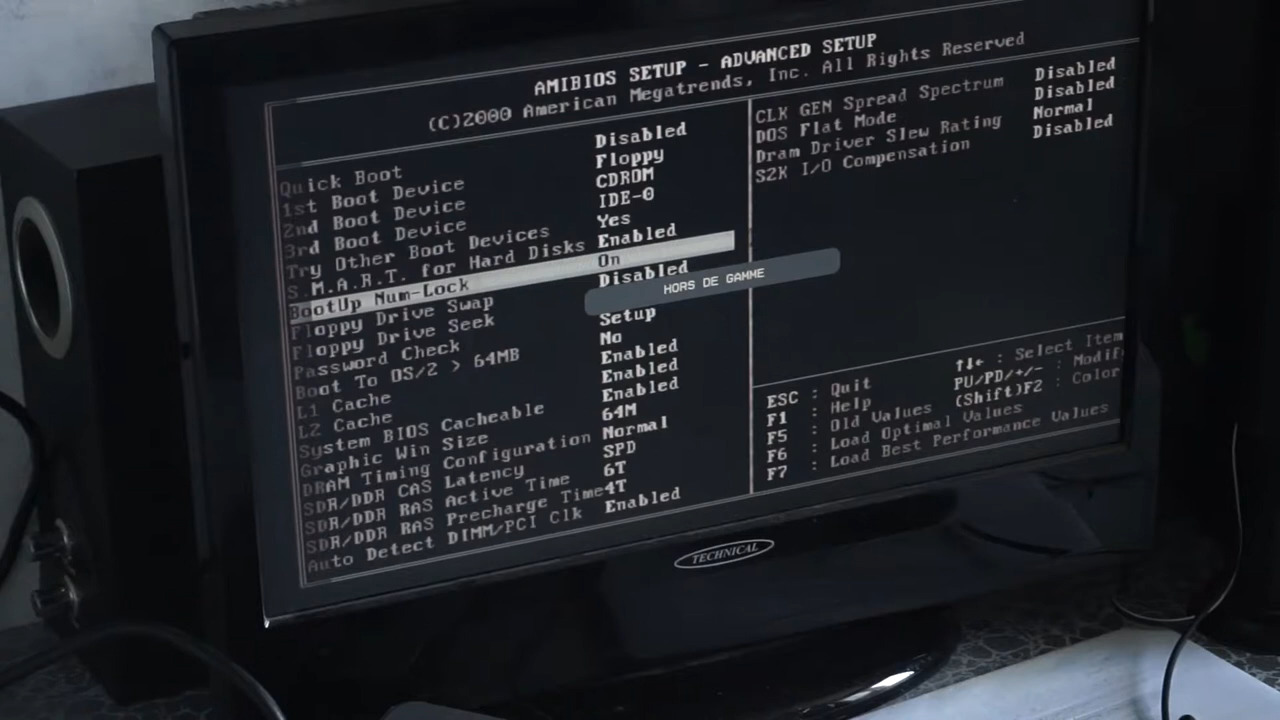 AMIBIOS SETUP - ADVANCED SETUP
(C)2000 American Megatrends, Inc. All Rights Reserved
Quick Boot Disabled
1st Boot Device Floppy
2nd Boot Device CDROM
3rd Boot Device IDE-0
Try Other Boot Devices Yes
S.M.A.R.T. for Hard Disks Enabled
BootUp Num-Lock On
Floppy Drive Swap Disabled
Floppy Drive Seek
Password Check Setup
Boot To OS/2 > 64MB No
L1 Cache Enabled
L2 Cache Enabled
System BIOS Cacheable Enabled
Graphic Win Size 64M
DRAM Timing Configuration Normal
SDR/DDR CAS Latency SPD
SDR/DDR RAS Active Time 6T
SDR/DDR RAS Precharge Time 4T
Auto Detect DIMM/PCI Clk Enabled
CLK GEN Spread Spectrum Disabled
DOS Flat Mode Disabled
Dram Driver Slew Rating Normal
S2K I/O Compensation Disabled
HORS DE GAMME
ESC : Quit ↑↓← : Select Item
F1 : Help PU/PD/+/- : Modif
F5 : Old Values (Shift)F2 : Color
F6 : Load Optimal Values
F7 : Load Best Performance Values
TECHNICAL